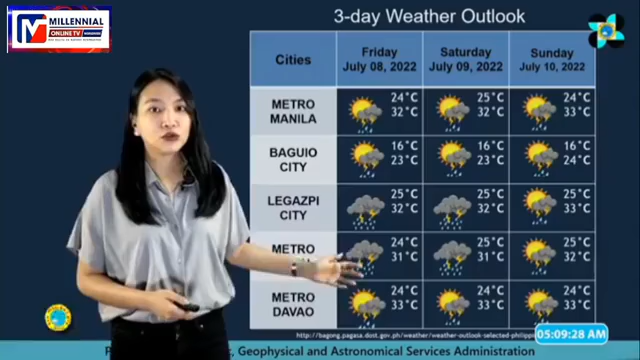 MILLENNIAL
ONLINE TV
WORLDWIDE
3-day Weather Outlook
Cities
Friday
July 08, 2022
Saturday
July 09, 2022
Sunday
July 10, 2022
METRO
MANILA
24°C
32°C
25°C
32°C
24°C
33°C
BAGUIO
CITY
16°C
23°C
16°C
23°C
16°C
24°C
LEGAZPI
CITY
25°C
32°C
25°C
32°C
25°C
33°C
METRO
24°C
31°C
25°C
31°C
25°C
32°C
METRO
DAVAO
24°C
33°C
24°C
33°C
24°C
33°C
http://bagong.pagasa.dost.gov.ph/weather/weather-outlook-selected-philipp
05:09:28 AM
Geophysical and Astronomical Services Administration